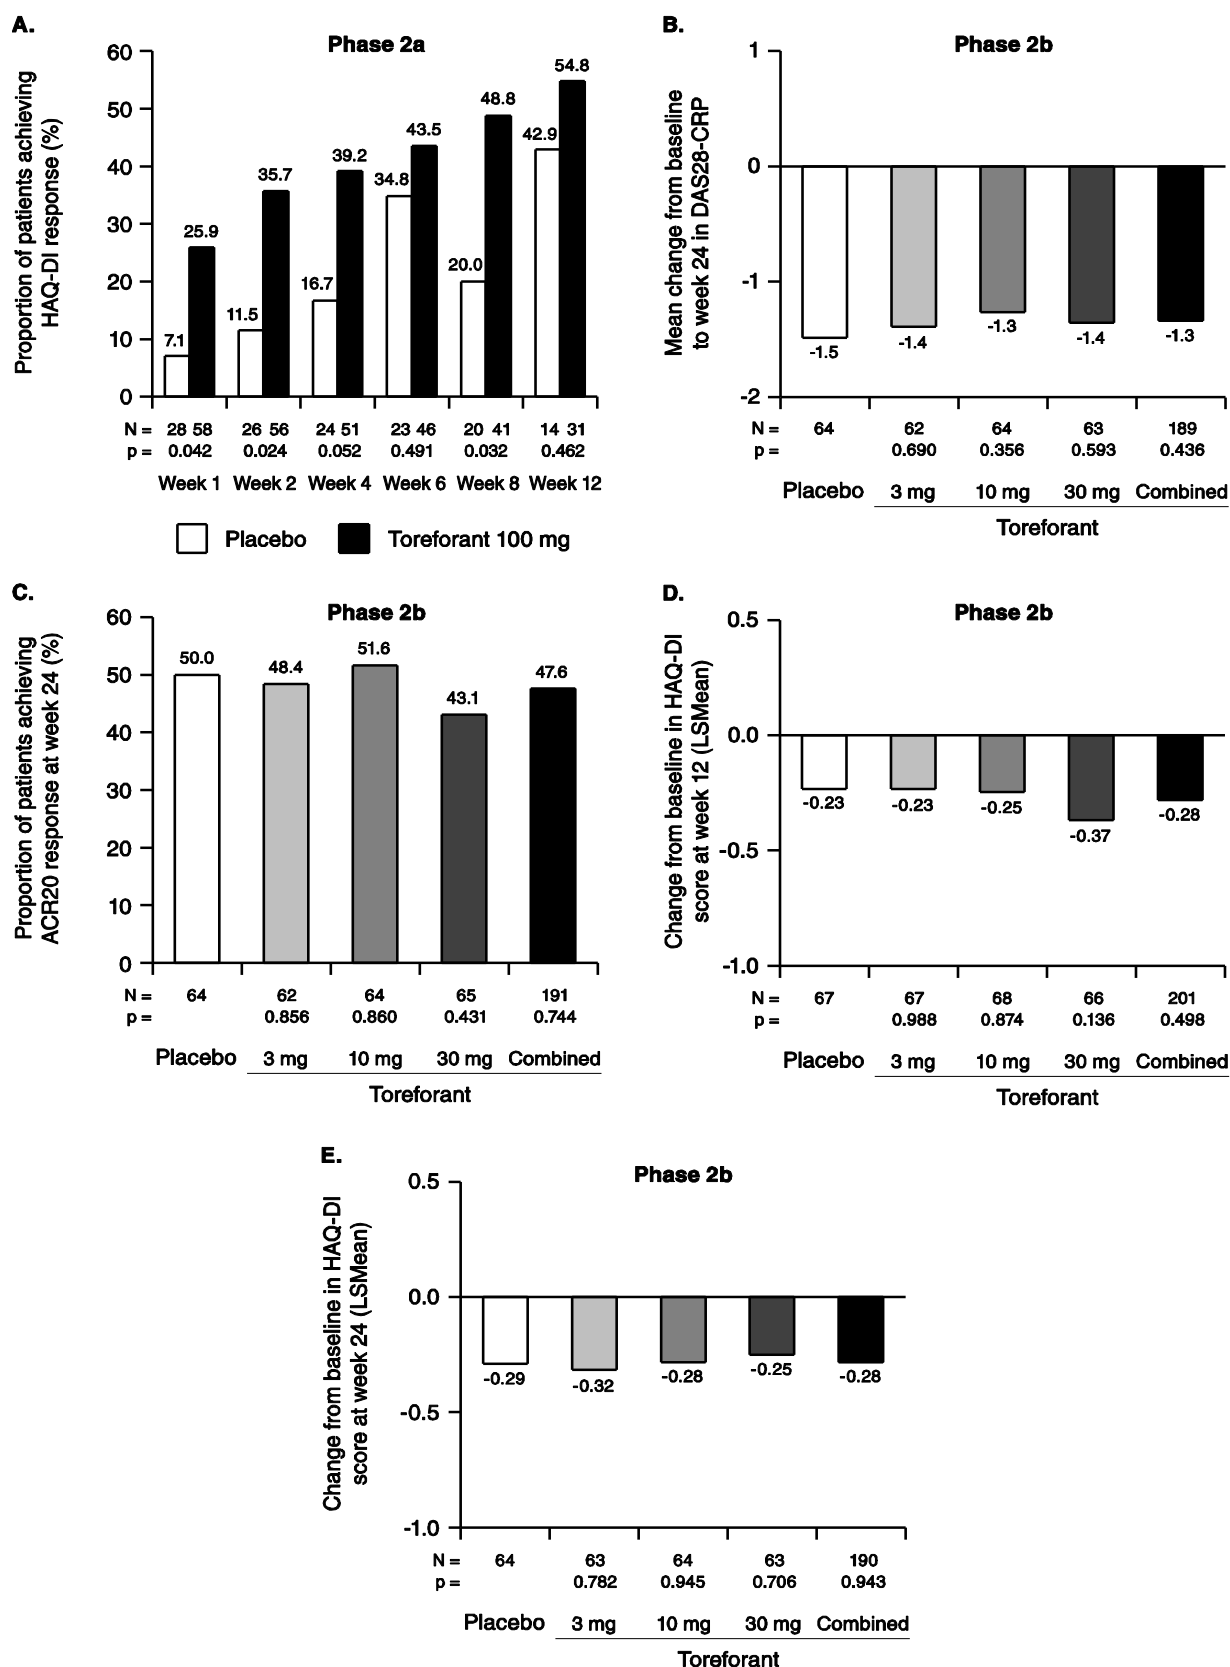 A.
Phase 2a
Proportion of patients achieving
HAQ-DI response (%)
60
50
40
30
20
10
0
7.1
25.9
11.5
35.7
16.7
39.2
34.8
43.5
20.0
48.8
42.9
54.8
N = 28 58 26 56 24 51 23 46 20 41 14 31
p = 0.042 0.024 0.052 0.491 0.032 0.462
Week 1 Week 2 Week 4 Week 6 Week 8 Week 12
Placebo Toreforant 100 mg
B.
Phase 2b
Mean change from baseline
to week 24 in DAS28-CRP
1
0
-1
-2
-1.5
-1.4
-1.3
-1.4
-1.3
N = 64 62 64 63 189
p = 0.690 0.356 0.593 0.436
Placebo 3 mg 10 mg 30 mg Combined
Toreforant
C.
Phase 2b
Proportion of patients achieving
ACR20 response at week 24 (%)
60
50
40
30
20
10
0
50.0
48.4
51.6
43.1
47.6
N = 64 62 64 65 191
p = 0.856 0.860 0.431 0.744
Placebo 3 mg 10 mg 30 mg Combined
Toreforant
D.
Phase 2b
Change from baseline in HAQ-DI
score at week 12 (LSMean)
0.5
0.0
-0.5
-1.0
-0.23
-0.23
-0.25
-0.37
-0.28
N = 67 67 68 66 201
p = 0.988 0.874 0.136 0.498
Placebo 3 mg 10 mg 30 mg Combined
Toreforant
E.
Phase 2b
Change from baseline in HAQ-DI
score at week 24 (LSMean)
0.5
0.0
-0.5
-1.0
-0.29
-0.32
-0.28
-0.25
-0.28
N = 64 63 64 63 190
p = 0.782 0.945 0.706 0.943
Placebo 3 mg 10 mg 30 mg Combined
Toreforant